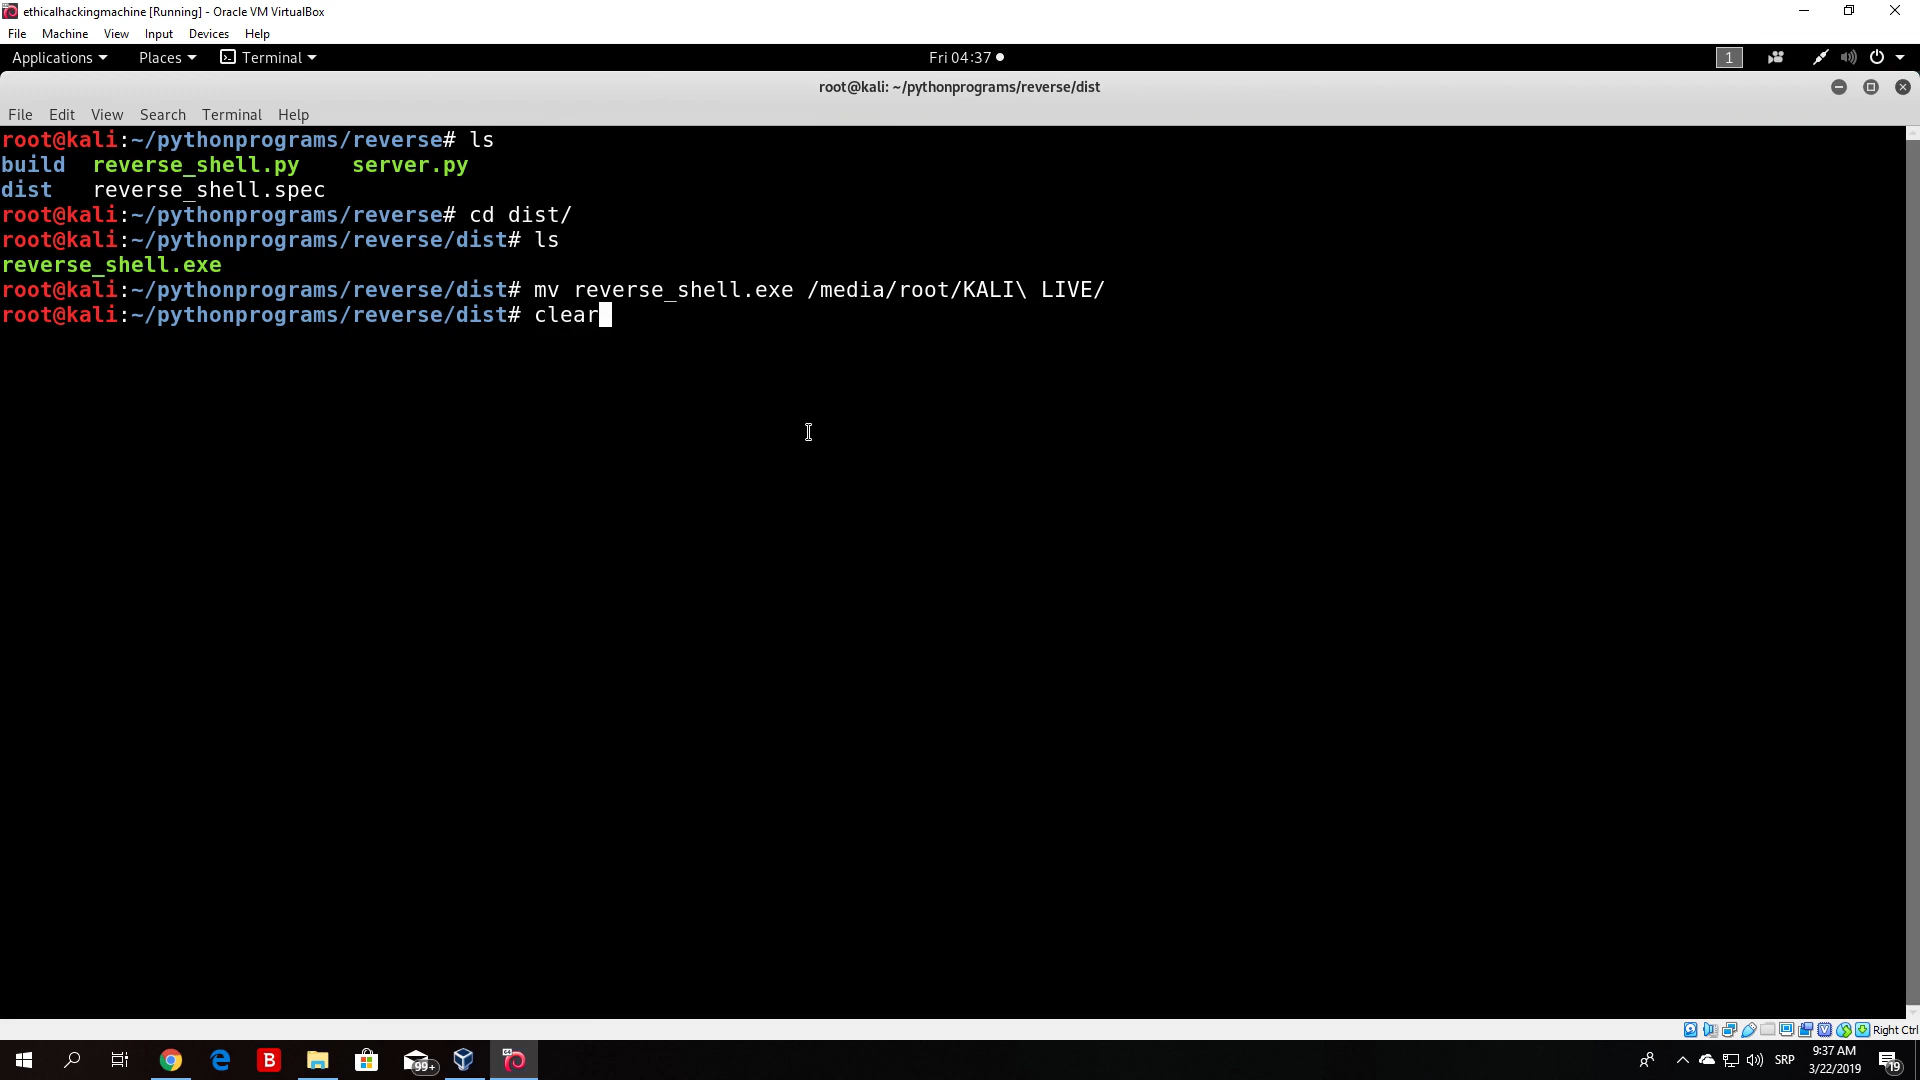 ethicalhackingmachine [Running] - Oracle VM VirtualBox
File Machine View Input Devices Help
Applications Places Terminal Fri 04:37 1
root@kali: ~/pythonprograms/reverse/dist
File Edit View Search Terminal Help
root@kali:~/pythonprograms/reverse# ls
build reverse_shell.py server.py
dist reverse_shell.spec
root@kali:~/pythonprograms/reverse# cd dist/
root@kali:~/pythonprograms/reverse/dist# ls
reverse_shell.exe
root@kali:~/pythonprograms/reverse/dist# mv reverse_shell.exe /media/root/KALI\ LIVE/
root@kali:~/pythonprograms/reverse/dist# clear
Right Ctrl
B 99+ 64 SRP 9:37 AM
3/22/2019 19